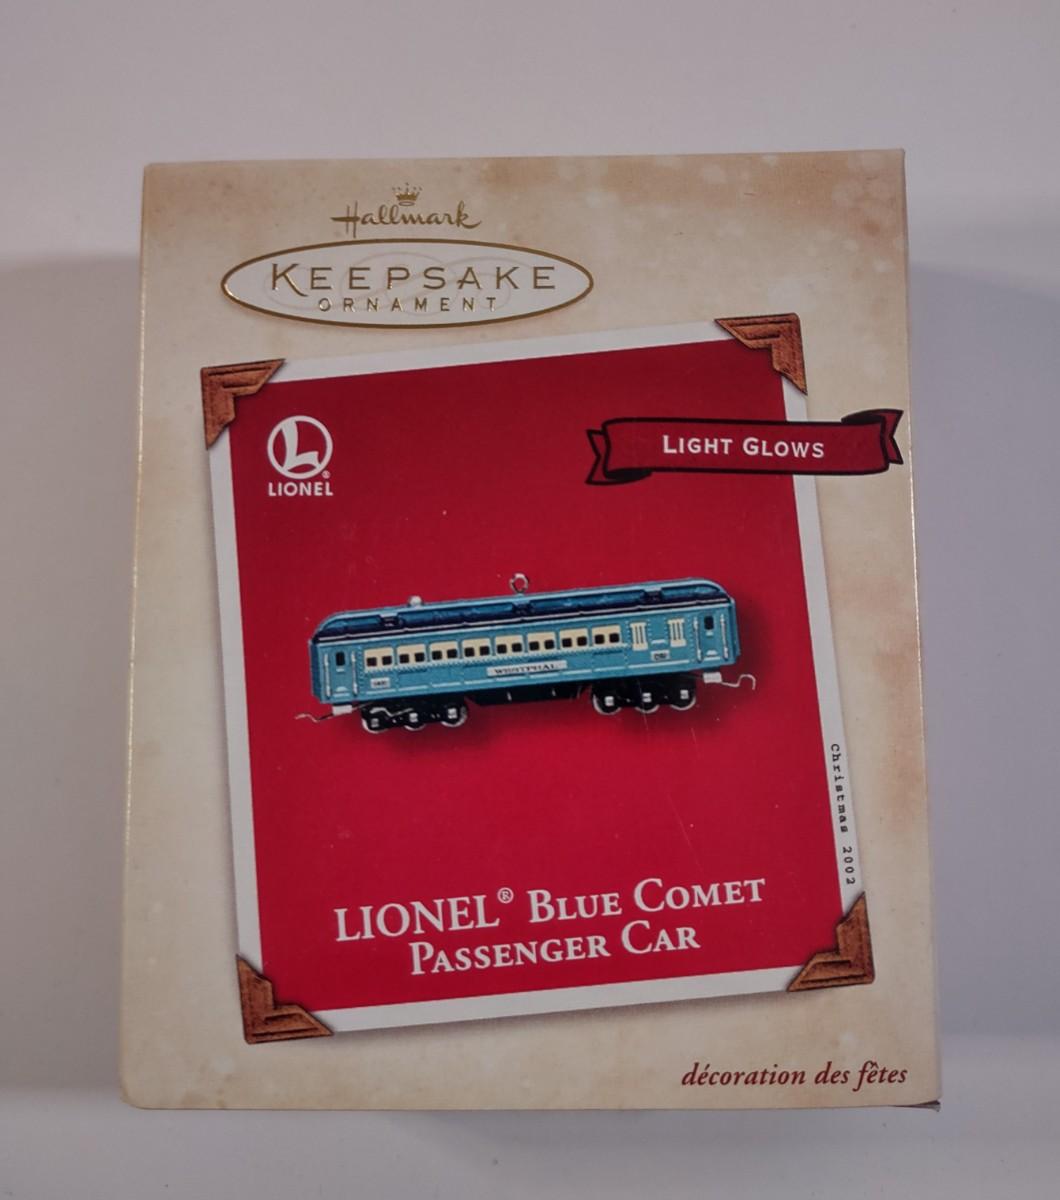 Hallmark
KEEPSAKE
ORNAMENT
L
®
LIONEL
LIGHT GLOWS
WESTPHAL
Christmas 2002
LIONEL® BLUE COMET
PASSENGER CAR
décoration des fêtes